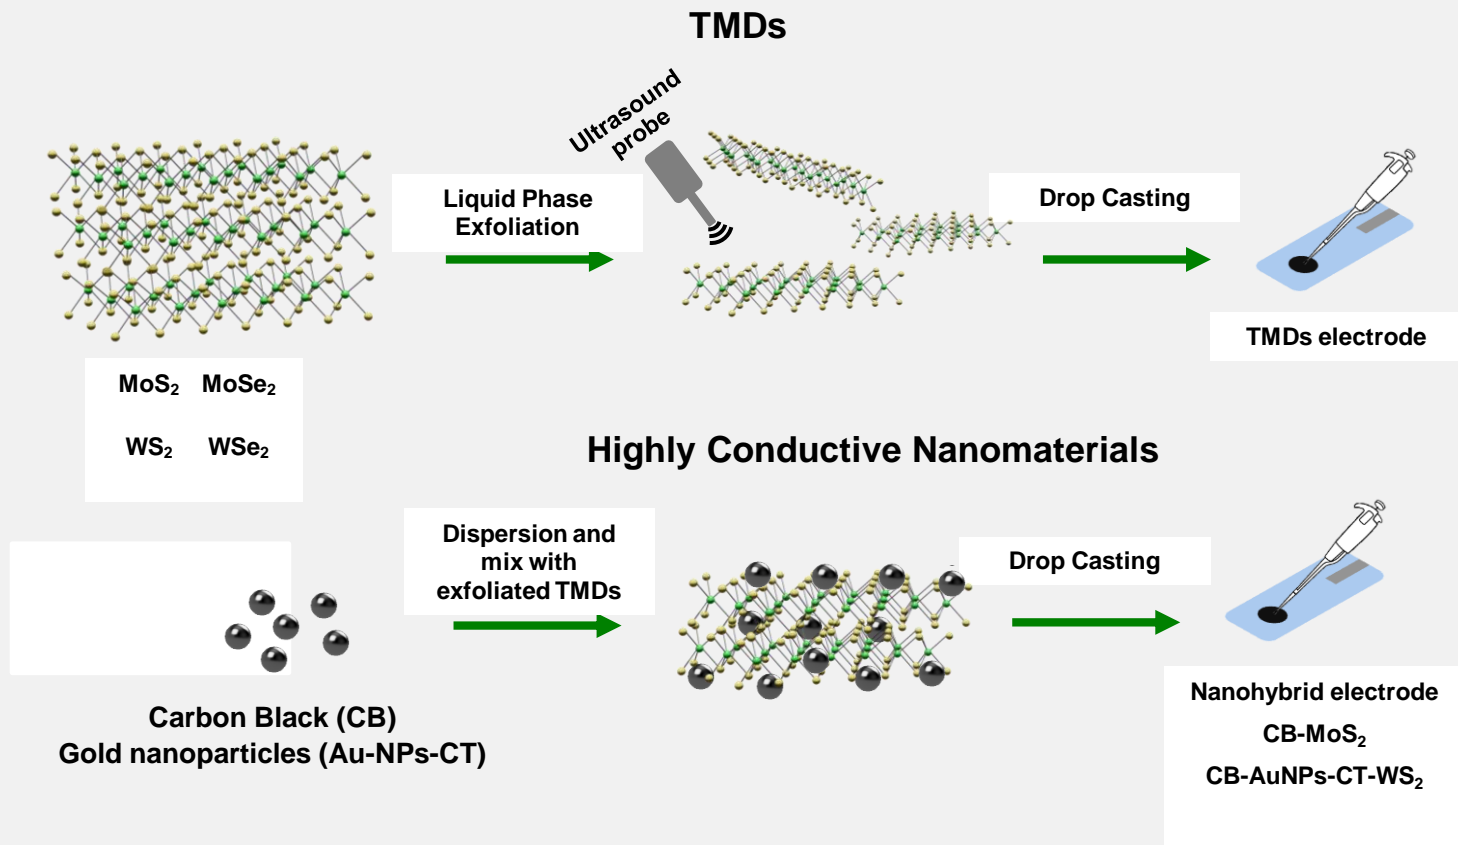 TMDs
Ultrasound
probe
Liquid Phase
Exfoliation
Drop Casting
TMDs electrode
MoS₂ MoSe₂
WS₂ WSe₂
Highly Conductive Nanomaterials
Dispersion and
mix with
exfoliated TMDs
Drop Casting
Carbon Black (CB)
Gold nanoparticles (Au-NPs-CT)
Nanohybrid electrode
CB-MoS₂
CB-AuNPs-CT-WS₂